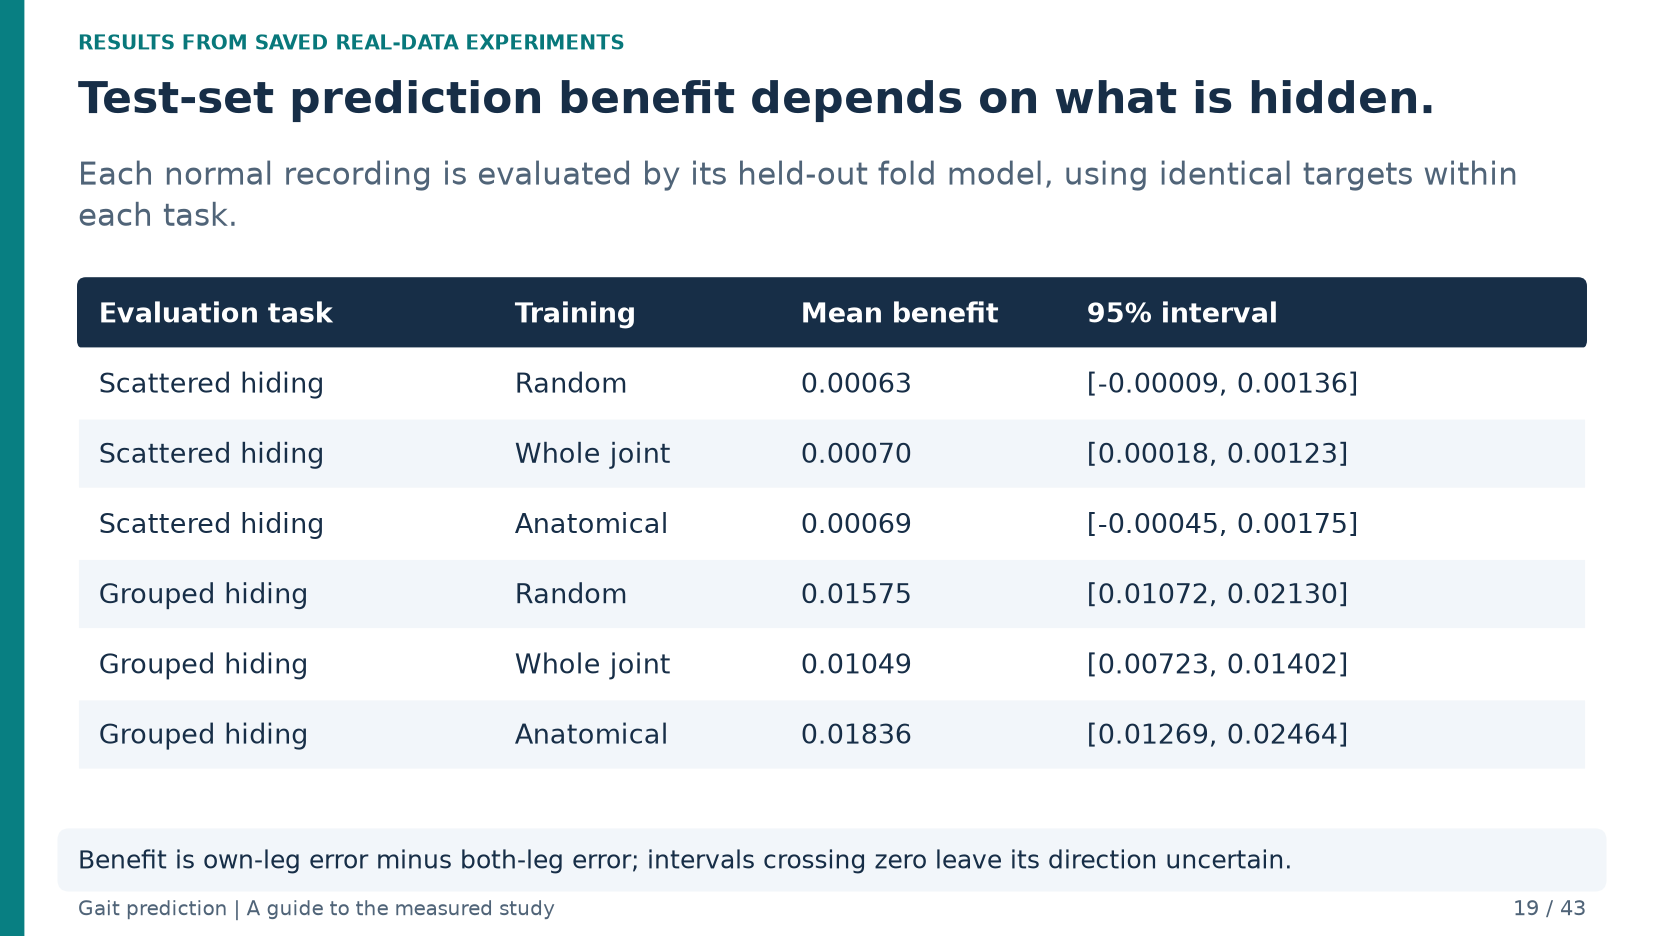 RESULTS FROM SAVED REAL-DATA EXPERIMENTS
Test-set prediction benefit depends on what is hidden.
Each normal recording is evaluated by its held-out fold model, using identical targets within
each task.
Evaluation task Training Mean benefit 95% interval
Scattered hiding Random 0.00063 [-0.00009, 0.00136]
Scattered hiding Whole joint 0.00070 [0.00018, 0.00123]
Scattered hiding Anatomical 0.00069 [-0.00045, 0.00175]
Grouped hiding Random 0.01575 [0.01072, 0.02130]
Grouped hiding Whole joint 0.01049 [0.00723, 0.01402]
Grouped hiding Anatomical 0.01836 [0.01269, 0.02464]
Benefit is own-leg error minus both-leg error; intervals crossing zero leave its direction uncertain.
Gait prediction | A guide to the measured study 19 / 43